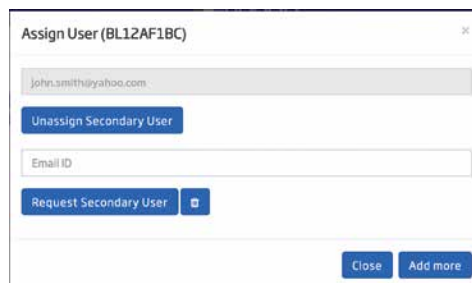 Assign User (BL12AF1BC)
×
john.smith@yahoo.com
Unassign Secondary User
Email ID
Request Secondary User
Close Add more